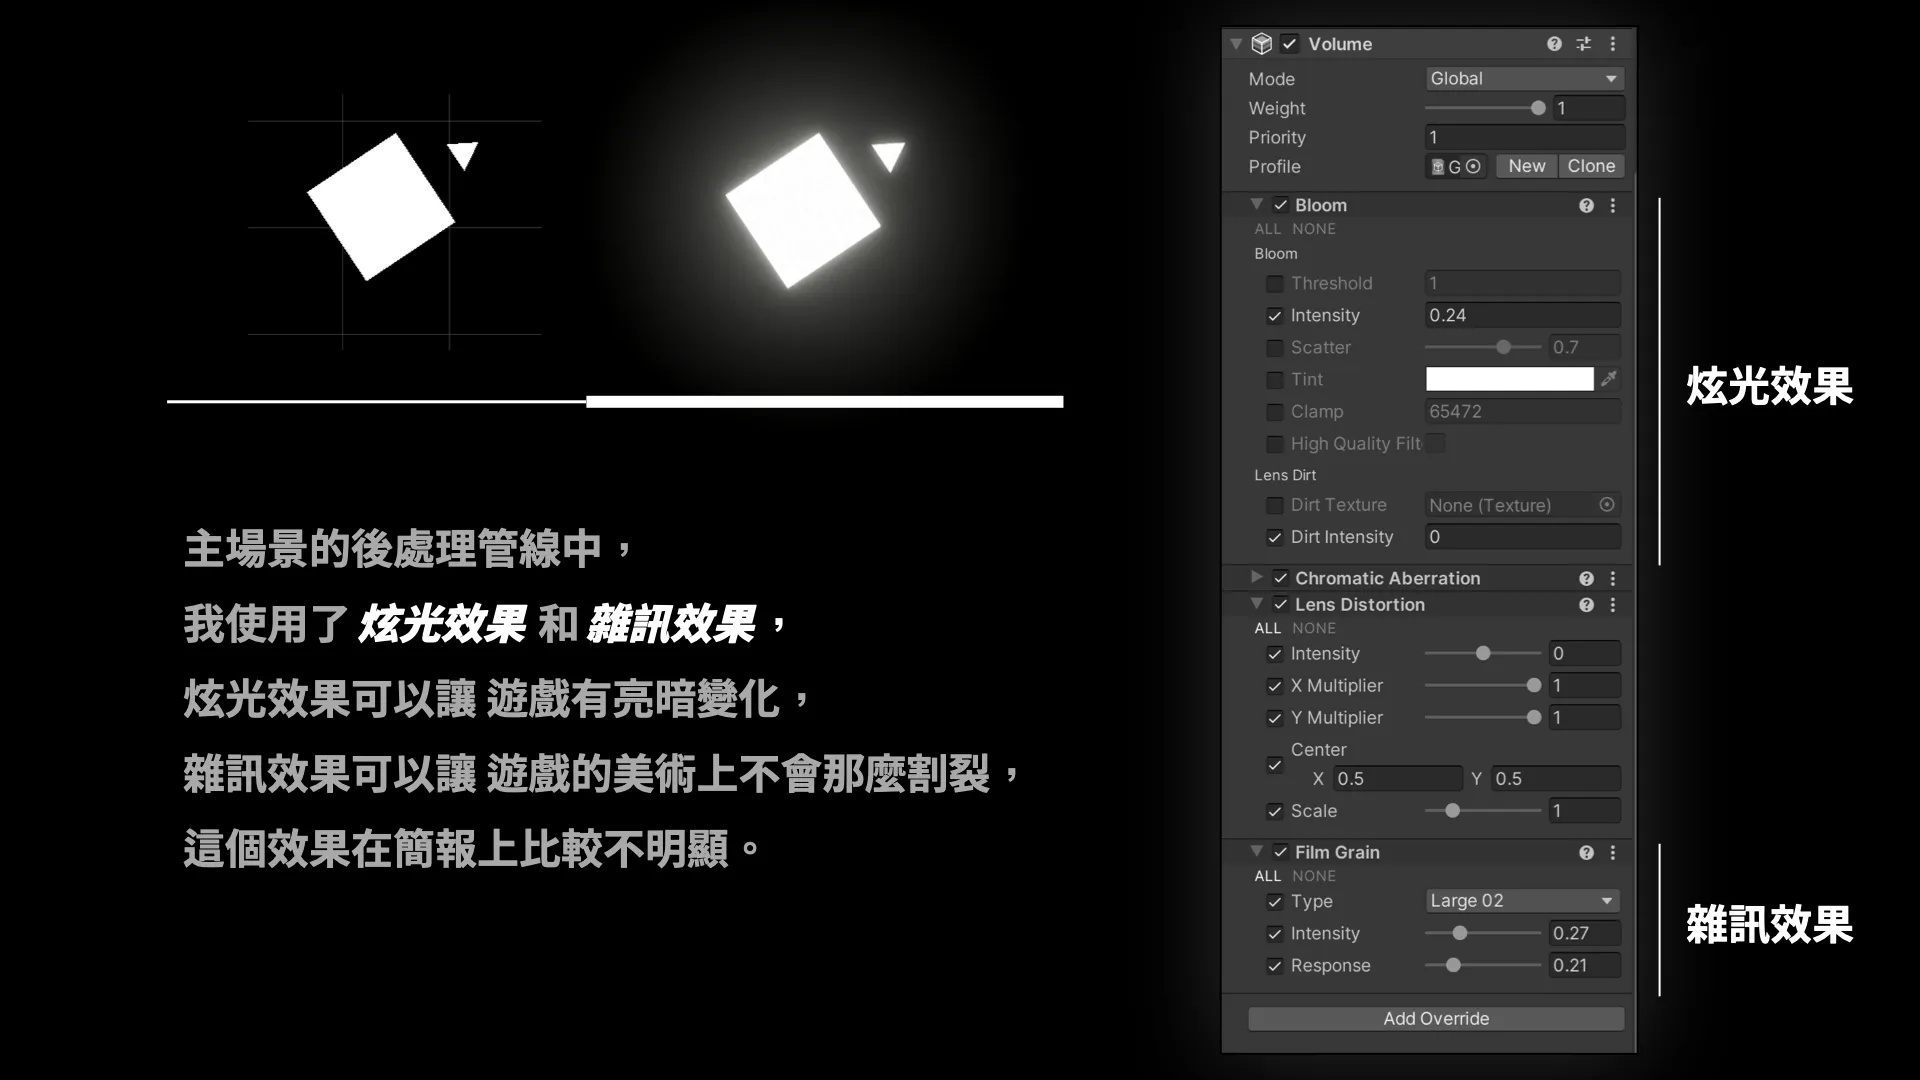 主場景的後處理管線中，
我使用了 炫光效果 和 雜訊效果，
炫光效果可以讓 遊戲有亮暗變化，
雜訊效果可以讓 遊戲的美術上不會那麼割裂，
這個效果在簡報上比較不明顯。
Volume
Mode Global
Weight 1
Priority 1
Profile G New Clone
Bloom
ALL NONE
Bloom
Threshold 1
Intensity 0.24
Scatter 0.7
Tint
Clamp 65472
High Quality Filt
Lens Dirt
Dirt Texture None (Texture)
Dirt Intensity 0
Chromatic Aberration
Lens Distortion
ALL NONE
Intensity 0
X Multiplier 1
Y Multiplier 1
Center
X 0.5 Y 0.5
Scale 1
Film Grain
ALL NONE
Type Large 02
Intensity 0.27
Response 0.21
Add Override
炫光效果
雜訊效果